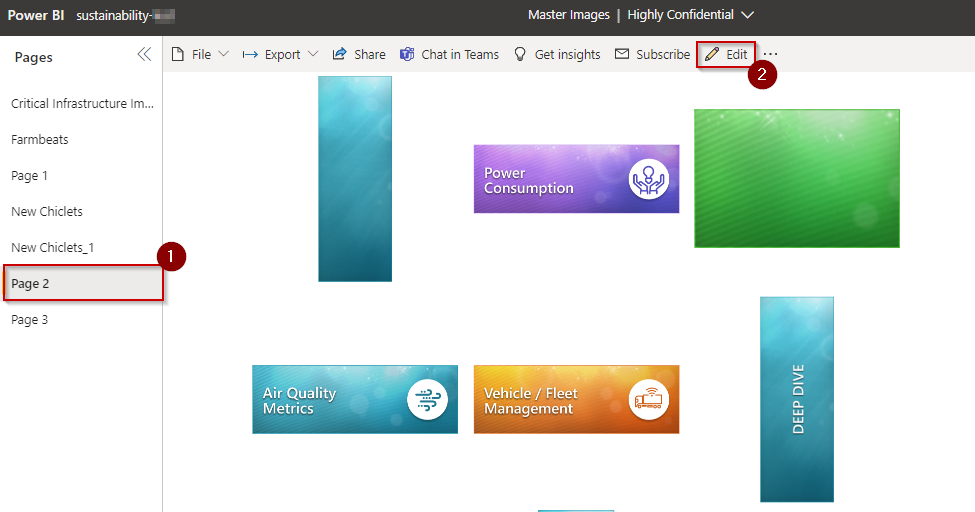 Power BI sustainability-
Master Images | Highly Confidential
Pages
File Export Share Chat in Teams Get insights Subscribe Edit ...
2
Critical Infrastructure Im...
Farmbeats
Page 1
New Chiclets
New Chiclets_1
1
Page 2
Page 3
Power
Consumption
Air Quality
Metrics
Vehicle / Fleet
Management
DEEP DIVE